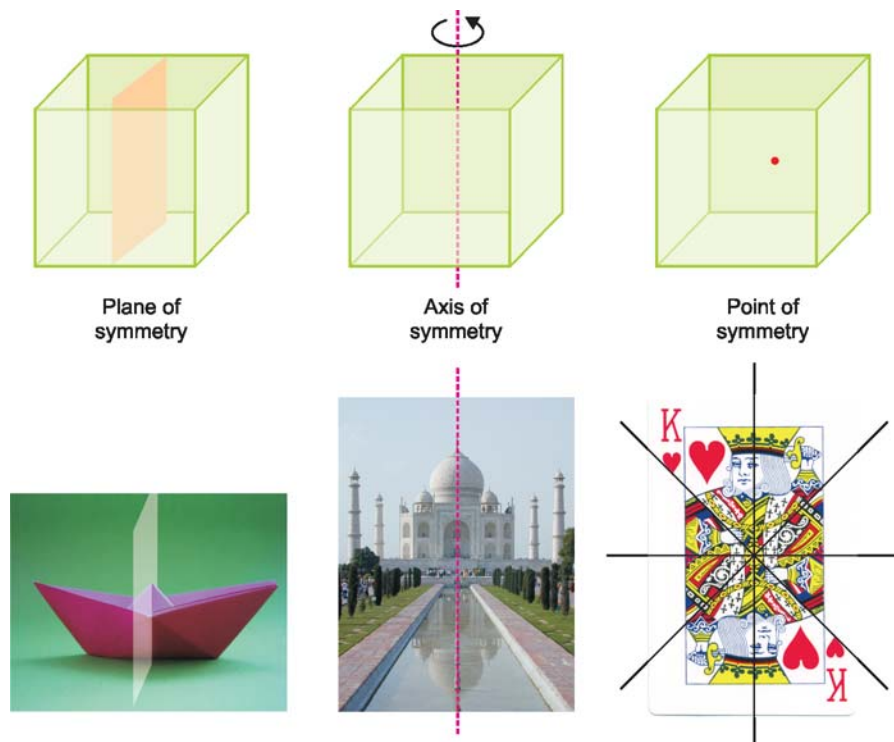 Plane of
symmetry
Axis of
symmetry
Point of
symmetry
K
K